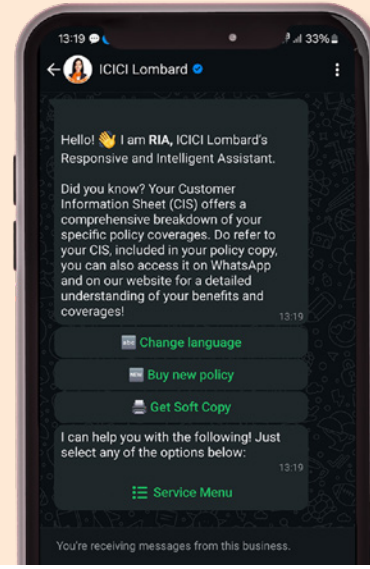 13:19 33%
ICICI Lombard
Hello! 👋 I am RIA, ICICI Lombard's
Responsive and Intelligent Assistant.
Did you know? Your Customer
Information Sheet (CIS) offers a
comprehensive breakdown of your
specific policy coverages. Do refer to
your CIS, included in your policy copy,
you can also access it on WhatsApp
and on our website for a detailed
understanding of your benefits and
coverages!
13:19
abc Change language
NEW Buy new policy
Get Soft Copy
I can help you with the following! Just
select any of the options below:
13:19
Service Menu
You're receiving messages from this business.